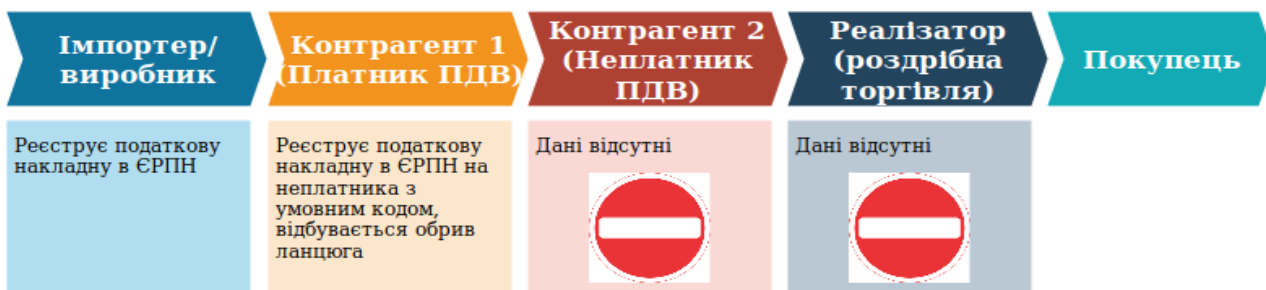 Імпортер/
виробник
Контрагент 1
(Платник ПДВ)
Контрагент 2
(Неплатник
ПДВ)
Реалізатор
(роздрібна
торгівля)
Покупець
Реєструє податкову
накладну в ЄРПН
Реєструє податкову
накладну в ЄРПН на
неплатника з
умовним кодом,
відбувається обрив
ланцюга
Дані відсутні
Дані відсутні